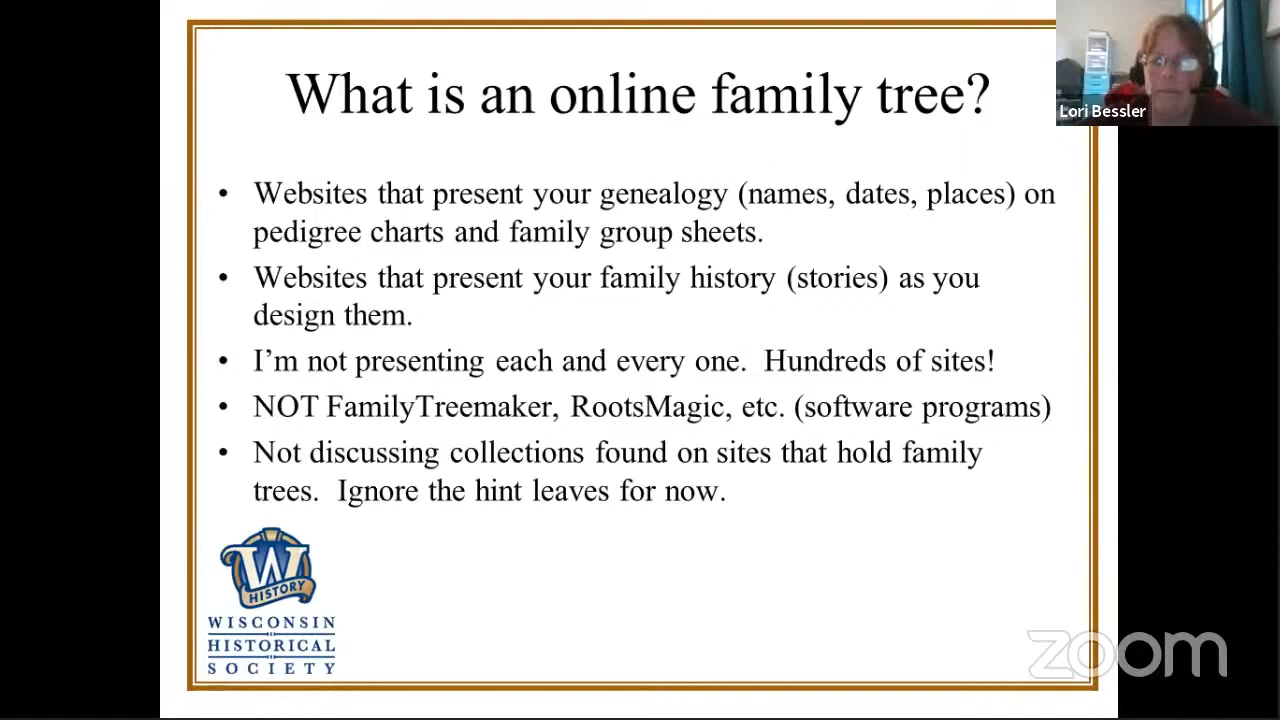 What is an online family tree?
Lori Bessler
• Websites that present your genealogy (names, dates, places) on
pedigree charts and family group sheets.
• Websites that present your family history (stories) as you
design them.
• I’m not presenting each and every one.  Hundreds of sites!
• NOT FamilyTreemaker, RootsMagic, etc. (software programs)
• Not discussing collections found on sites that hold family
trees.  Ignore the hint leaves for now.
W
HISTORY
WISCONSIN
HISTORICAL
SOCIETY
zoom